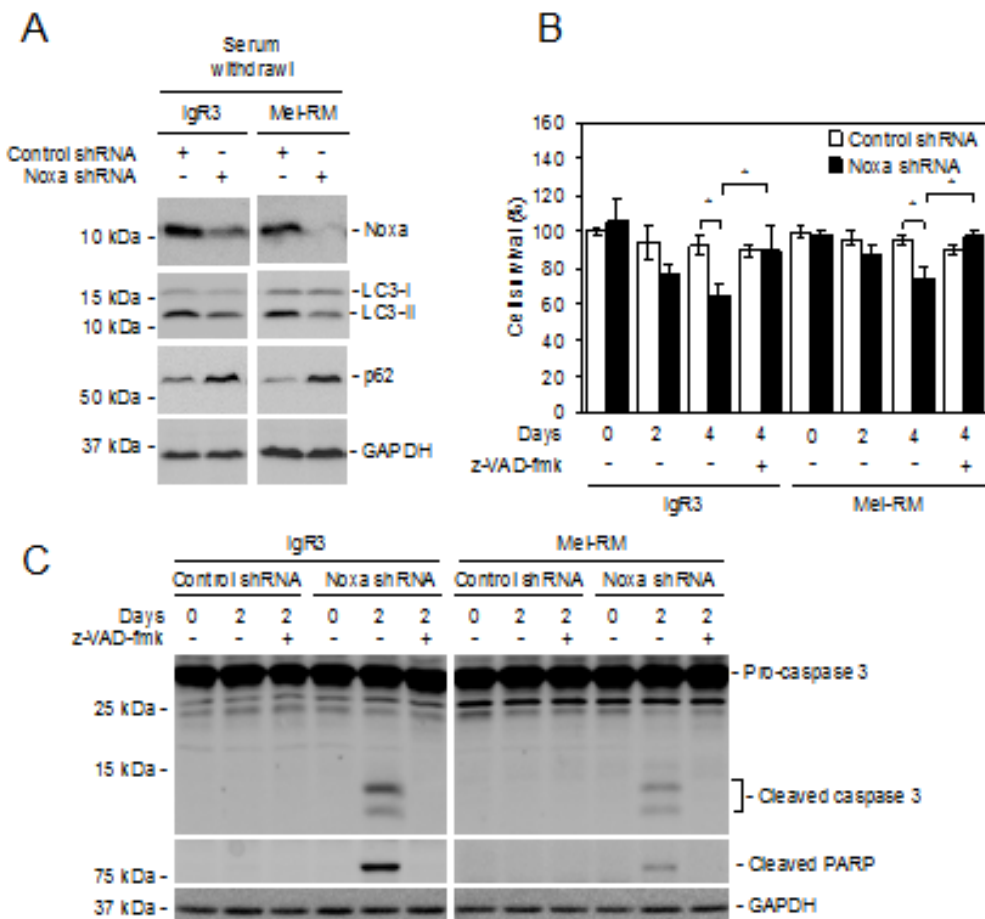 A
Serum
withdrawl
IgR3 Mel-RM
Control shRNA + - + -
Noxa shRNA - + - +
10 kDa - - Noxa
15 kDa - - LC3-I
10 kDa - - LC3-II
50 kDa - - p62
37 kDa - - GAPDH
B
160
140
120
100
80
60
40
20
0
Cell survival (%)
Control shRNA
Noxa shRNA
* * * *
Days 0 2 4 4 0 2 4 4
z-VAD-fmk - - - + - - - +
IgR3 Mel-RM
C
IgR3 Mel-RM
Control shRNA Noxa shRNA Control shRNA Noxa shRNA
Days 0 2 2 0 2 2 0 2 2 0 2 2
z-VAD-fmk - - + - - + - - + - - +
- Pro-caspase 3
25 kDa -
15 kDa -
- Cleaved caspase 3
75 kDa - - Cleaved PARP
37 kDa - - GAPDH